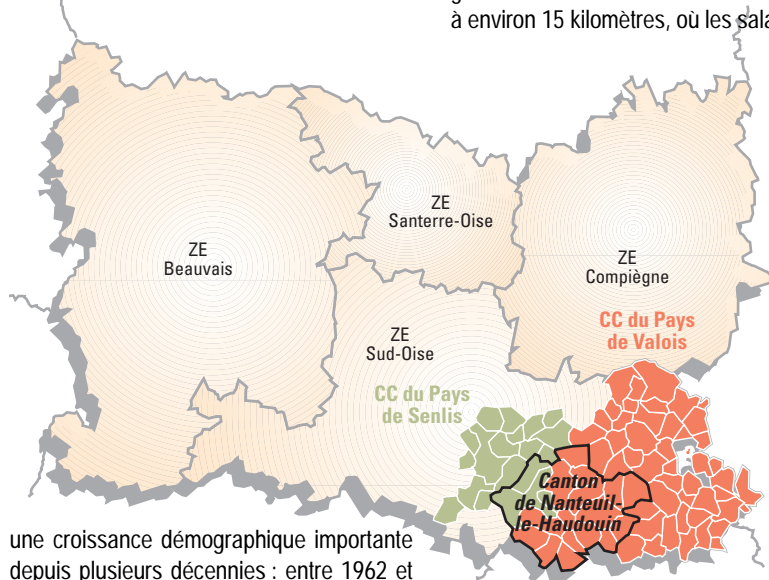 à environ 15 kilomètres, où les
ZE
Santerre-Oise
ZE
Beauvais
ZE
Compiègne
CC du Pays
de Valois
ZE
Sud-Oise
CC du Pays
de Senlis
Canton
de Nanteuil-
le-Haudouin
une croissance démographique importante
depuis plusieurs décennies : entre 1962 et